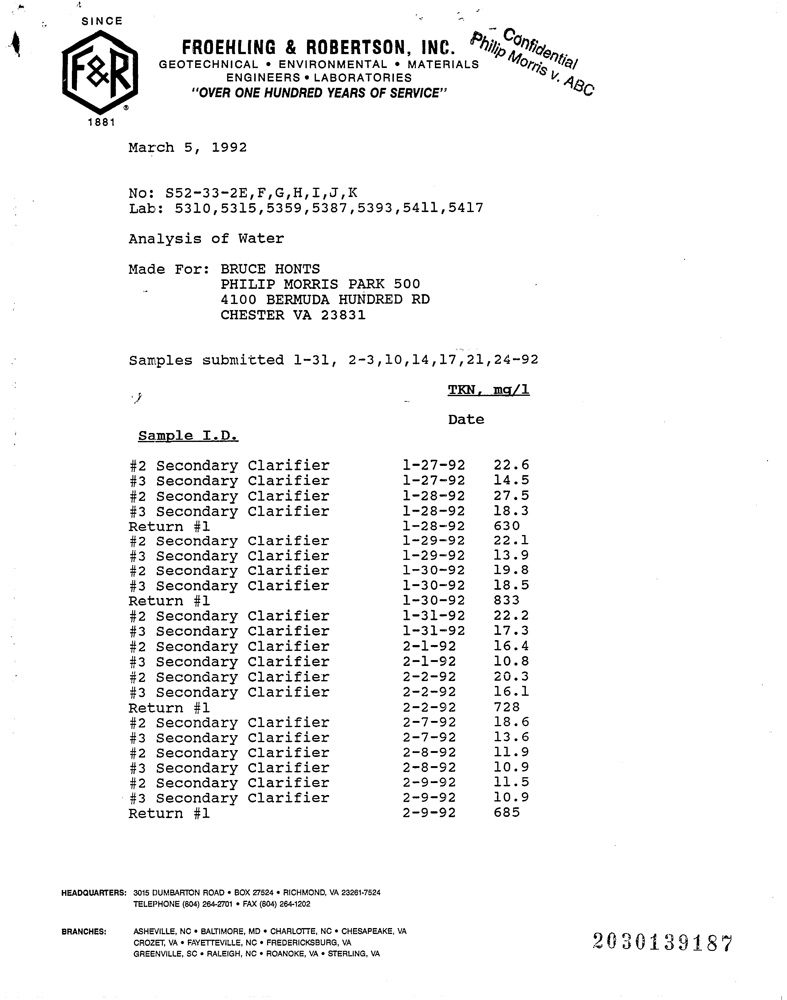 SINCE
F&R
®
1881
FROEHLING & ROBERTSON, INC.
GEOTECHNICAL • ENVIRONMENTAL • MATERIALS
ENGINEERS • LABORATORIES
"OVER ONE HUNDRED YEARS OF SERVICE"
Confidential
Philip Morris v. ABC
March 5, 1992
No: S52-33-2E,F,G,H,I,J,K
Lab: 5310,5315,5359,5387,5393,5411,5417
Analysis of Water
Made For: BRUCE HONTS
PHILIP MORRIS PARK 500
4100 BERMUDA HUNDRED RD
CHESTER VA 23831
Samples submitted 1-31, 2-3,10,14,17,21,24-92
TKN, mg/l
Date
Sample I.D.
#2 Secondary Clarifier 1-27-92 22.6
#3 Secondary Clarifier 1-27-92 14.5
#2 Secondary Clarifier 1-28-92 27.5
#3 Secondary Clarifier 1-28-92 18.3
Return #1 1-28-92 630
#2 Secondary Clarifier 1-29-92 22.1
#3 Secondary Clarifier 1-29-92 13.9
#2 Secondary Clarifier 1-30-92 19.8
#3 Secondary Clarifier 1-30-92 18.5
Return #1 1-30-92 833
#2 Secondary Clarifier 1-31-92 22.2
#3 Secondary Clarifier 1-31-92 17.3
#2 Secondary Clarifier 2-1-92 16.4
#3 Secondary Clarifier 2-1-92 10.8
#2 Secondary Clarifier 2-2-92 20.3
#3 Secondary Clarifier 2-2-92 16.1
Return #1 2-2-92 728
#2 Secondary Clarifier 2-7-92 18.6
#3 Secondary Clarifier 2-7-92 13.6
#2 Secondary Clarifier 2-8-92 11.9
#3 Secondary Clarifier 2-8-92 10.9
#2 Secondary Clarifier 2-9-92 11.5
#3 Secondary Clarifier 2-9-92 10.9
Return #1 2-9-92 685
HEADQUARTERS: 3015 DUMBARTON ROAD • BOX 27524 • RICHMOND, VA 23261-7524
TELEPHONE (804) 264-2701 • FAX (804) 264-1202
BRANCHES: ASHEVILLE, NC • BALTIMORE, MD • CHARLOTTE, NC • CHESAPEAKE, VA
CROZET, VA • FAYETTEVILLE, NC • FREDERICKSBURG, VA
GREENVILLE, SC • RALEIGH, NC • ROANOKE, VA • STERLING, VA
2030139187